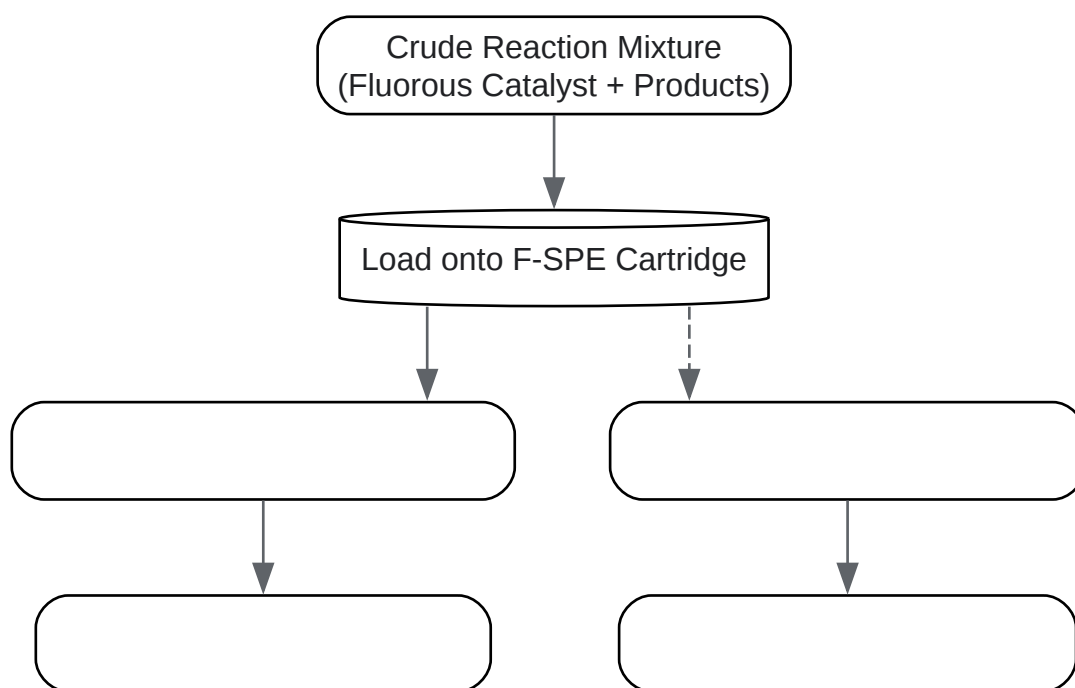 Crude Reaction Mixture
(Fluorous Catalyst + Products)
Load onto F-SPE Cartridge